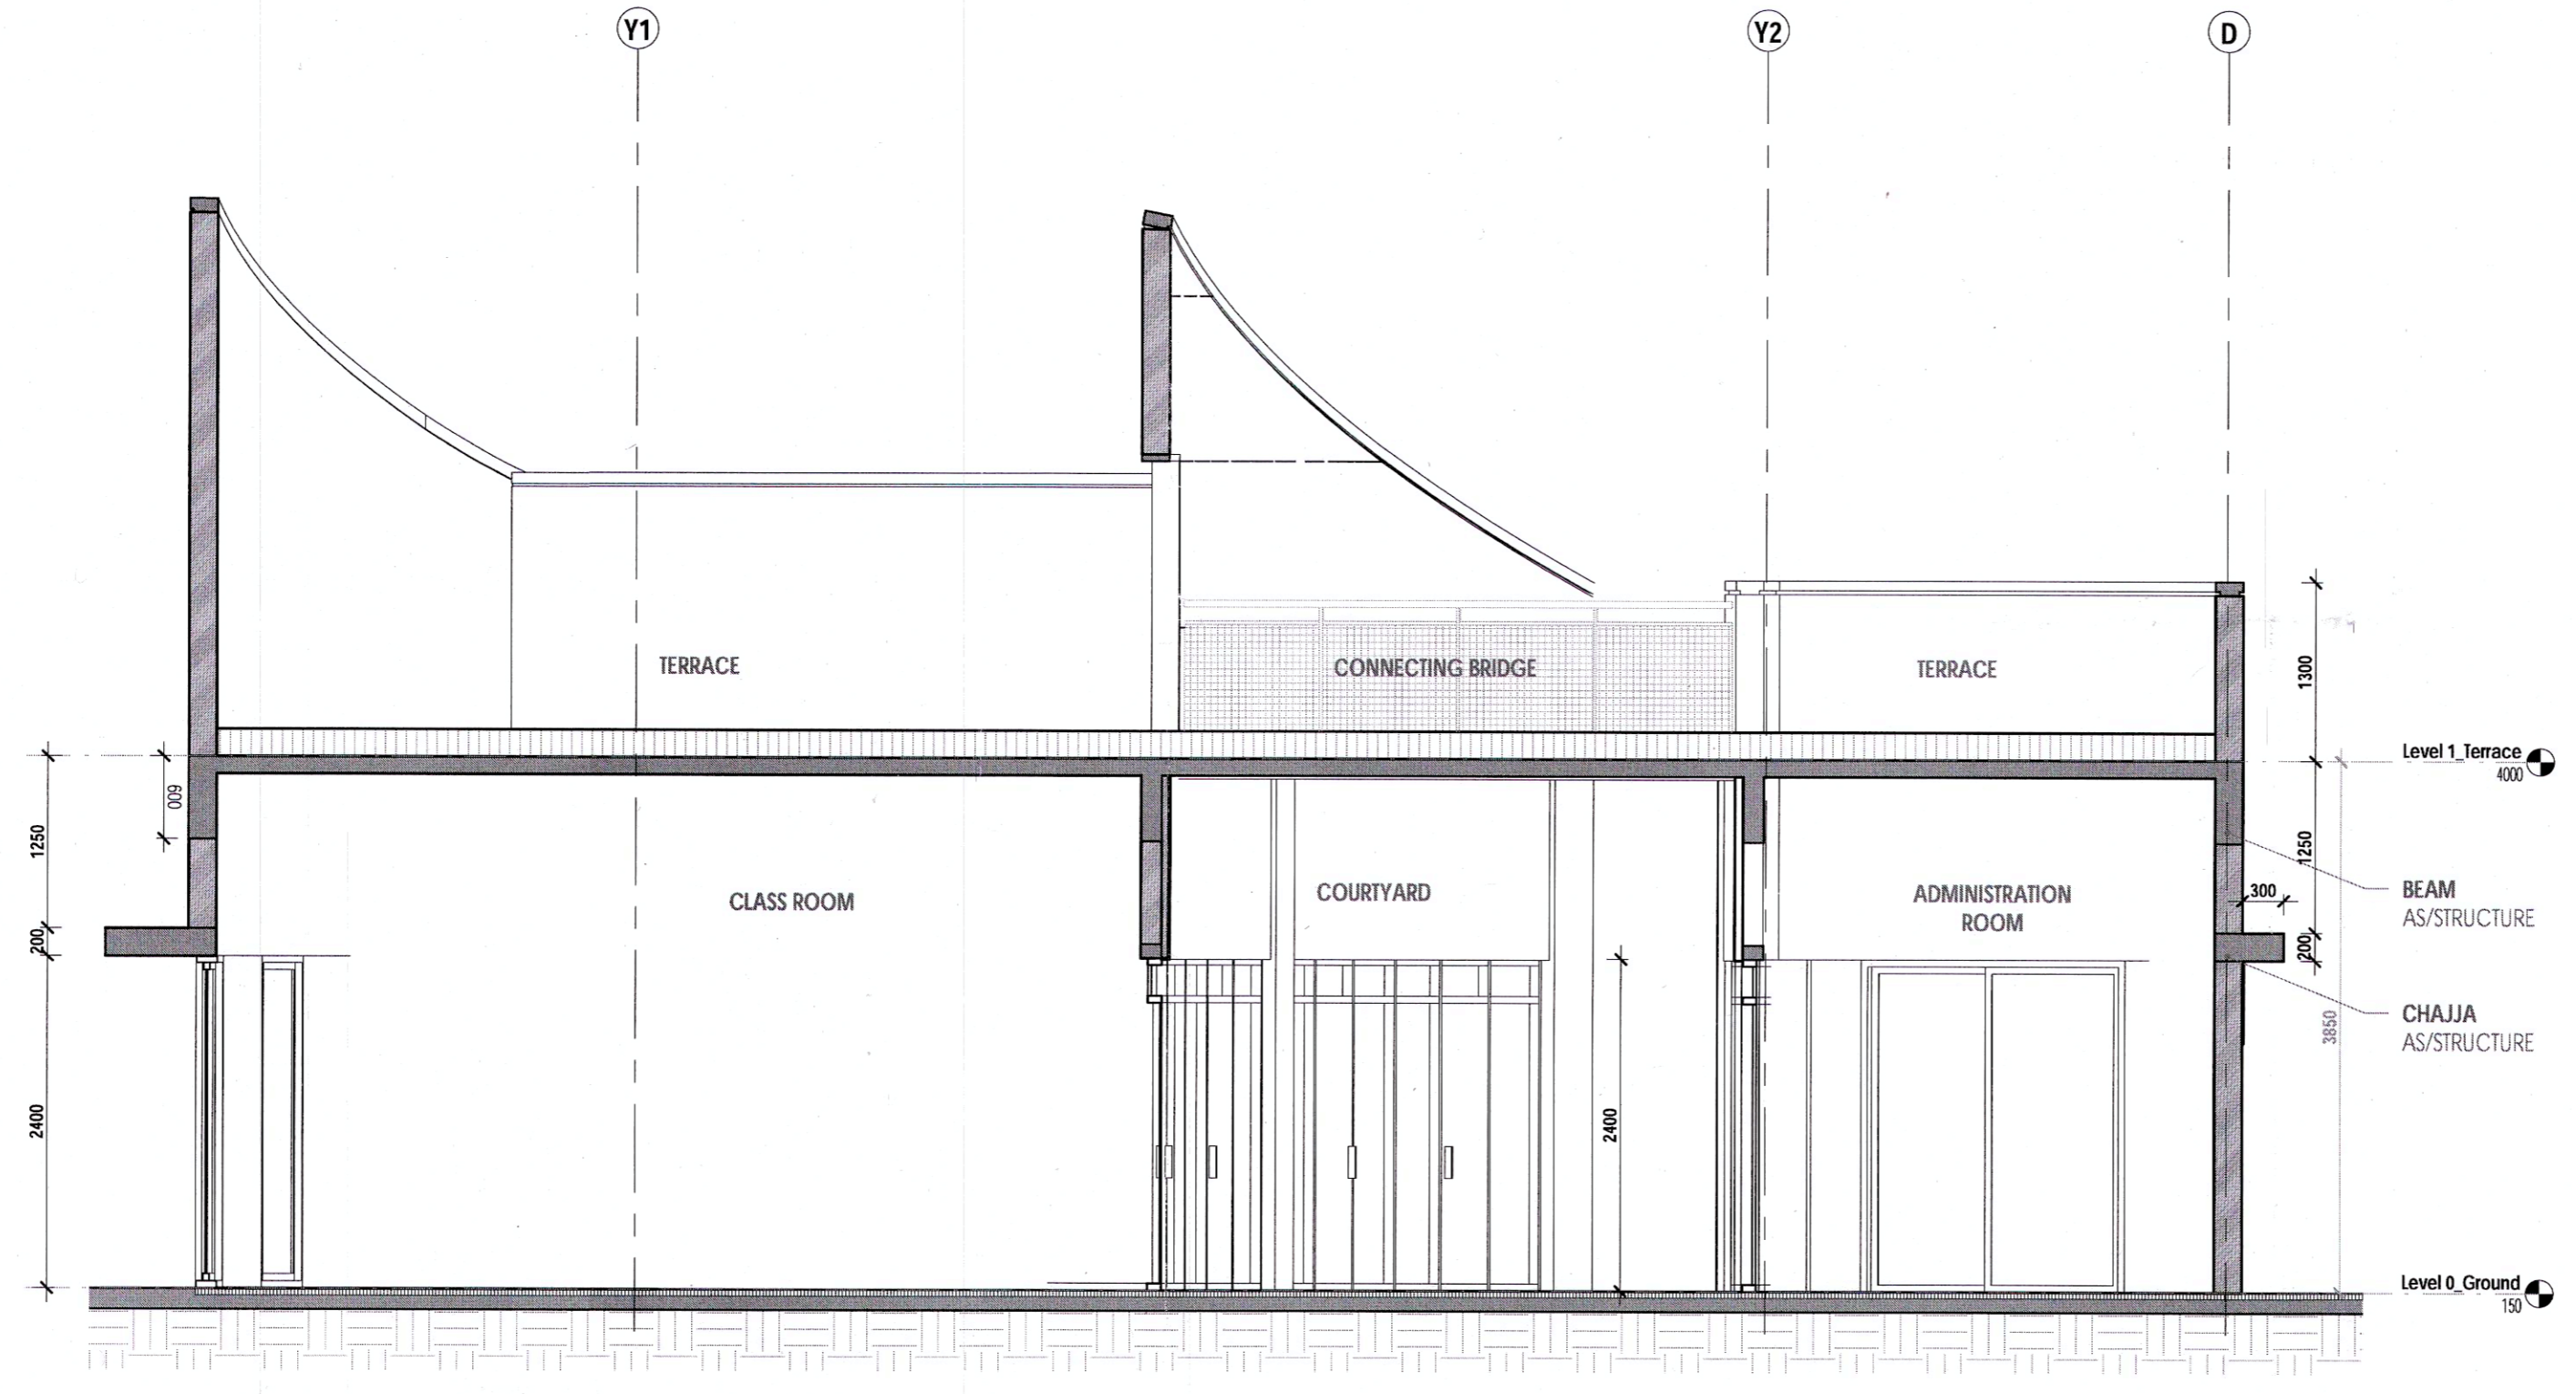 Y1
Y2
D
TERRACE
CONNECTING BRIDGE
TERRACE
1300
Level 1_Terrace
4000
600
1250
1250
CLASS ROOM
COURTYARD
ADMINISTRATION
ROOM
300
BEAM
AS/STRUCTURE
200
200
CHAJJA
AS/STRUCTURE
3850
2400
2400
Level 0_Ground
150